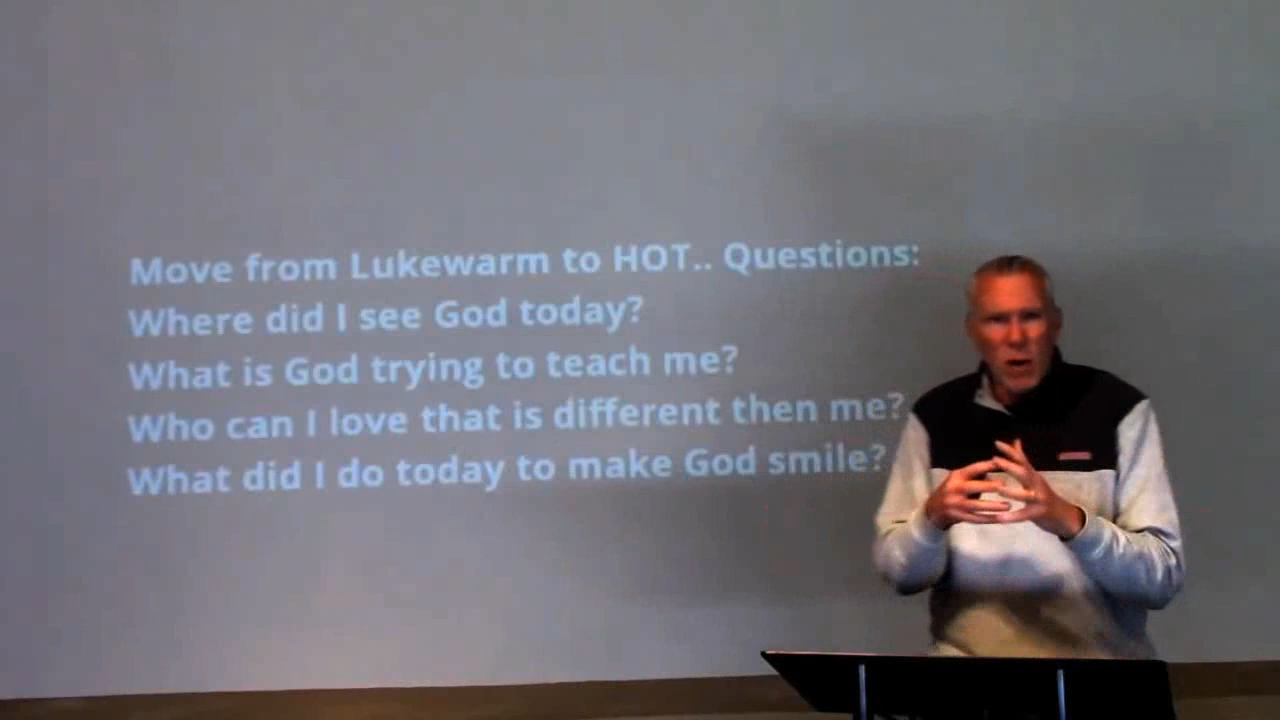 Move from Lukewarm to HOT.. Questions:
Where did I see God today?
What is God trying to teach me?
Who can I love that is different then me?
What did I do today to make God smile?